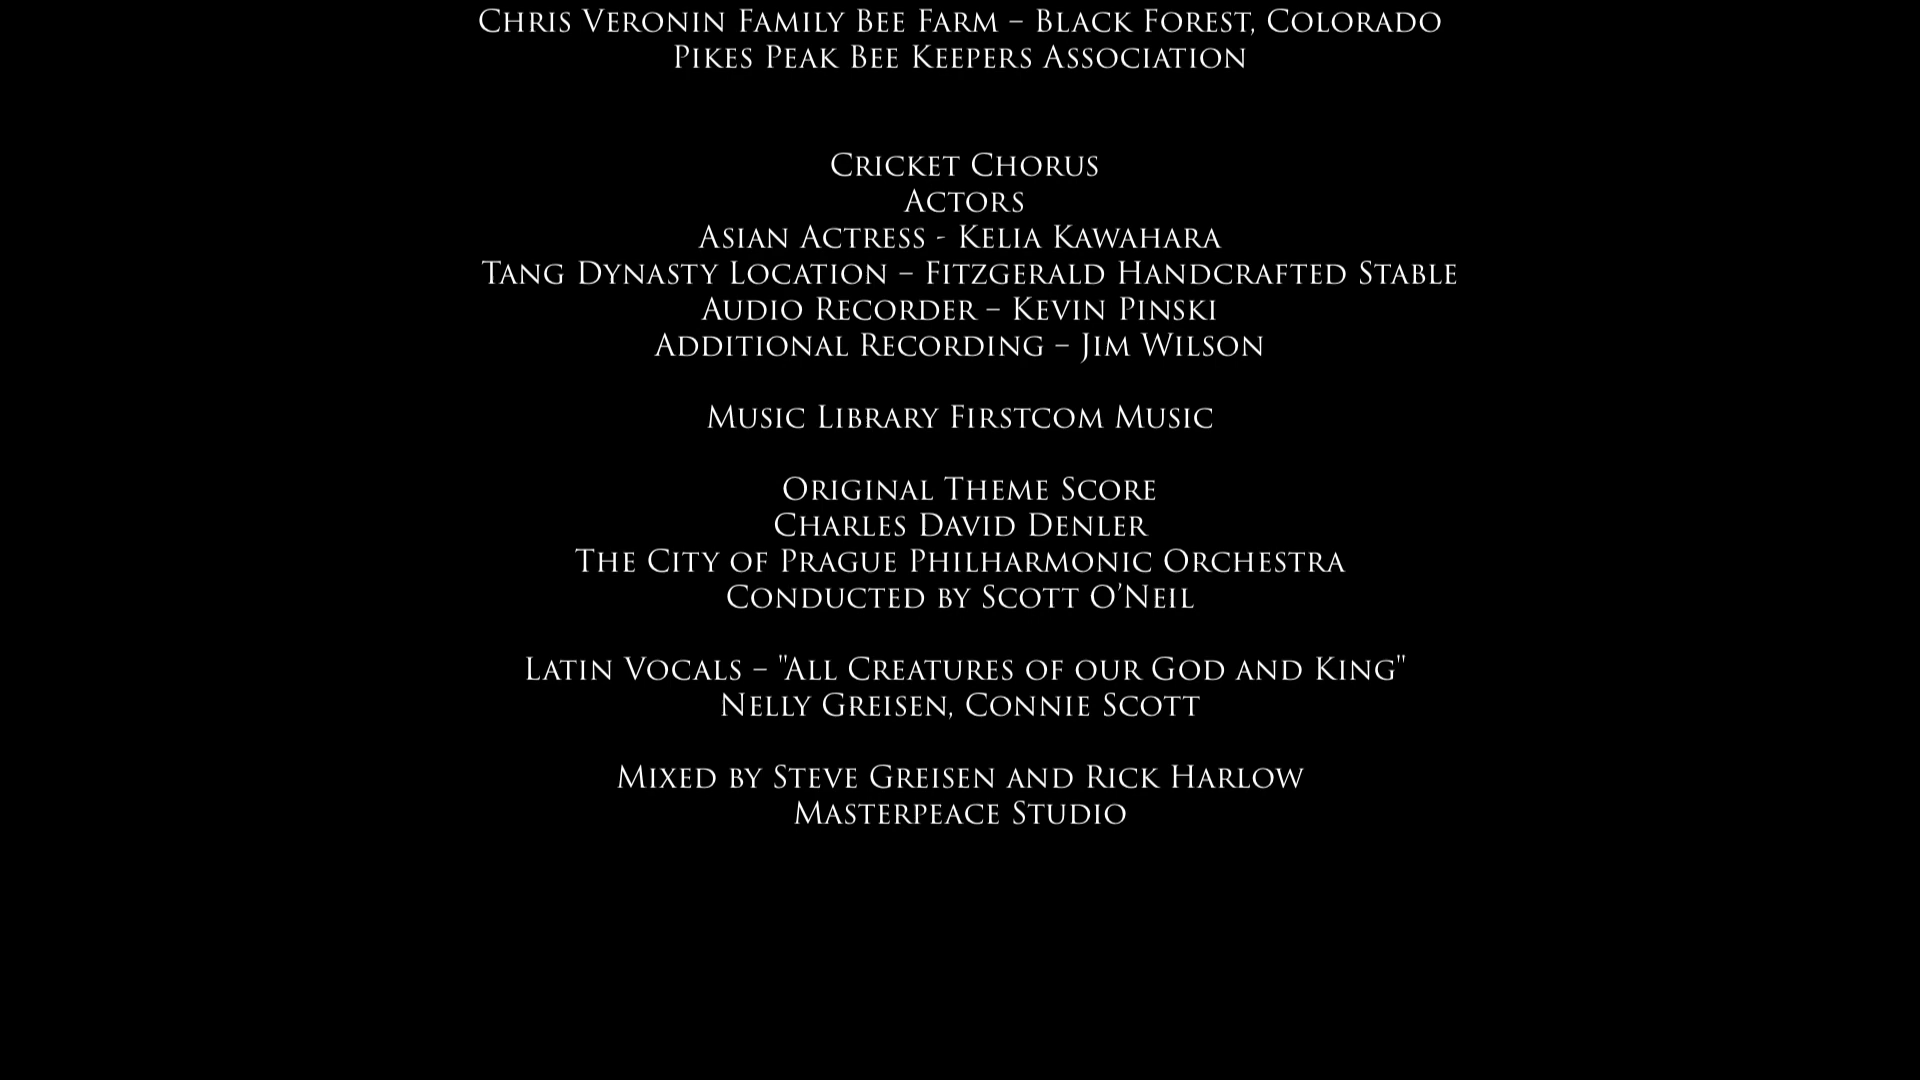 Chris Veronin Family Bee Farm – Black Forest, Colorado
Pikes Peak Bee Keepers Association
Cricket Chorus
Actors
Asian Actress - Kelia Kawahara
Tang Dynasty Location – Fitzgerald Handcrafted Stable
Audio Recorder – Kevin Pinski
Additional Recording – Jim Wilson
Music Library Firstcom Music
Original Theme Score
Charles David Denler
The City of Prague Philharmonic Orchestra
Conducted by Scott O’Neil
Latin Vocals – "All Creatures of our God and King"
Nelly Greisen, Connie Scott
Mixed by Steve Greisen and Rick Harlow
Masterpeace Studio